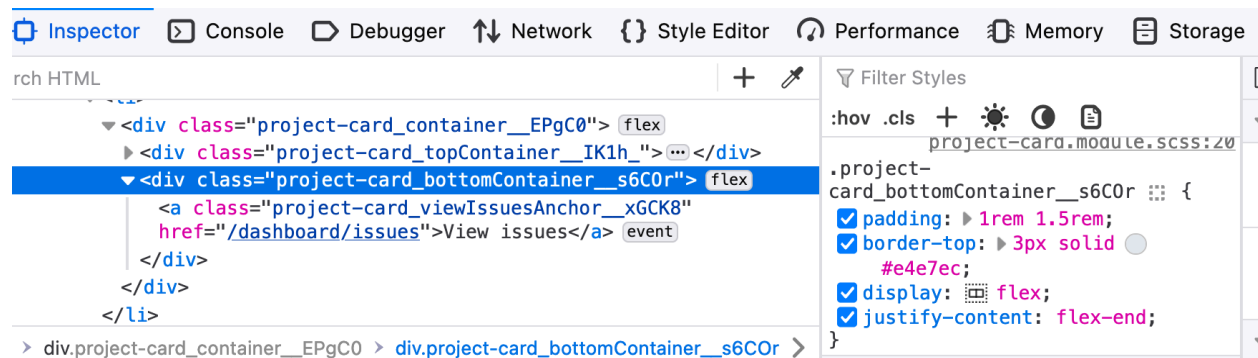 Inspector Console Debugger Network Style Editor Performance Memory Storage
rch HTML
Filter Styles
:hov .cls
<li>
<div class="project-card_container__EPgC0"> flex
<div class="project-card_topContainer__IK1h_"> ••• </div>
<div class="project-card_bottomContainer__s6COr"> flex
<a class="project-card_viewIssuesAnchor__xGCK8"
href="/dashboard/issues">View issues</a> event
</div>
</div>
</li>
div.project-card_container__EPgC0 > div.project-card_bottomContainer__s6COr
project-card.module.scss:20
.project-
card_bottomContainer__s6COr {
padding: 1rem 1.5rem;
border-top: 3px solid
#e4e7ec;
display: flex;
justify-content: flex-end;
}